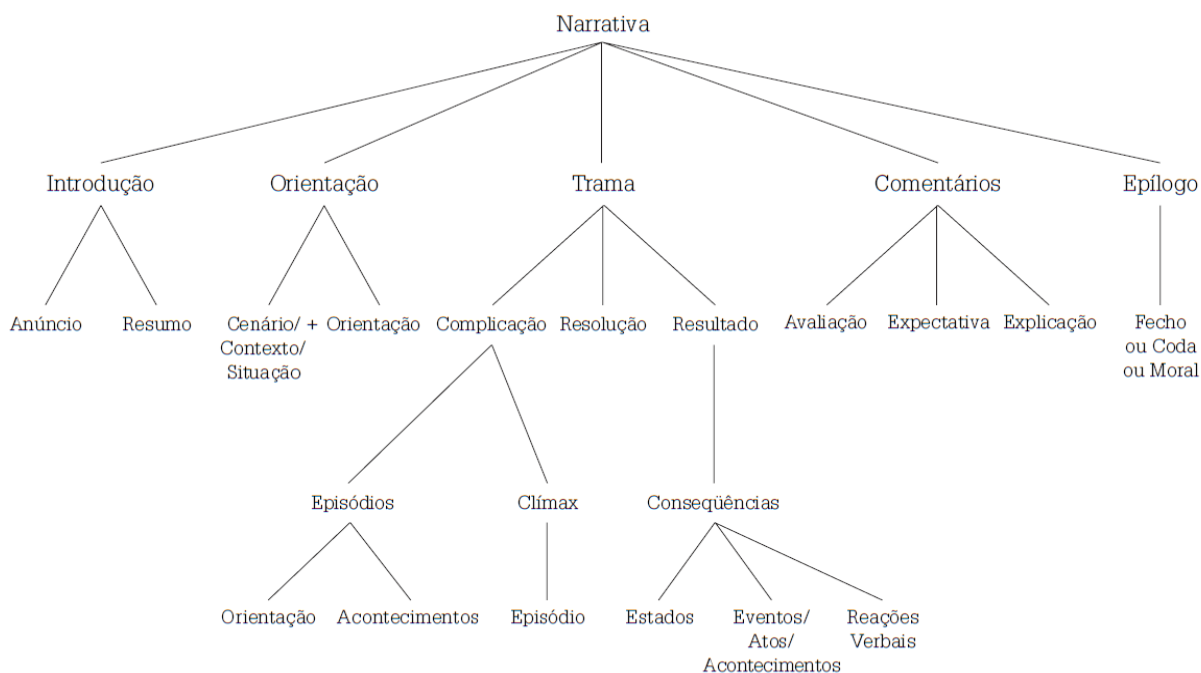 Narrativa
Introdução Orientação Trama Comentários Epílogo
Anúncio Resumo Cenário/ + Orientação Complicação Resolução Resultado Avaliação Expectativa Explicação Fecho
Contexto/ ou Coda
Situação ou Moral
Episódios Clímax Conseqüências
Orientação Acontecimentos Episódio Estados Eventos/ Reações
Atos/ Verbais
Acontecimentos